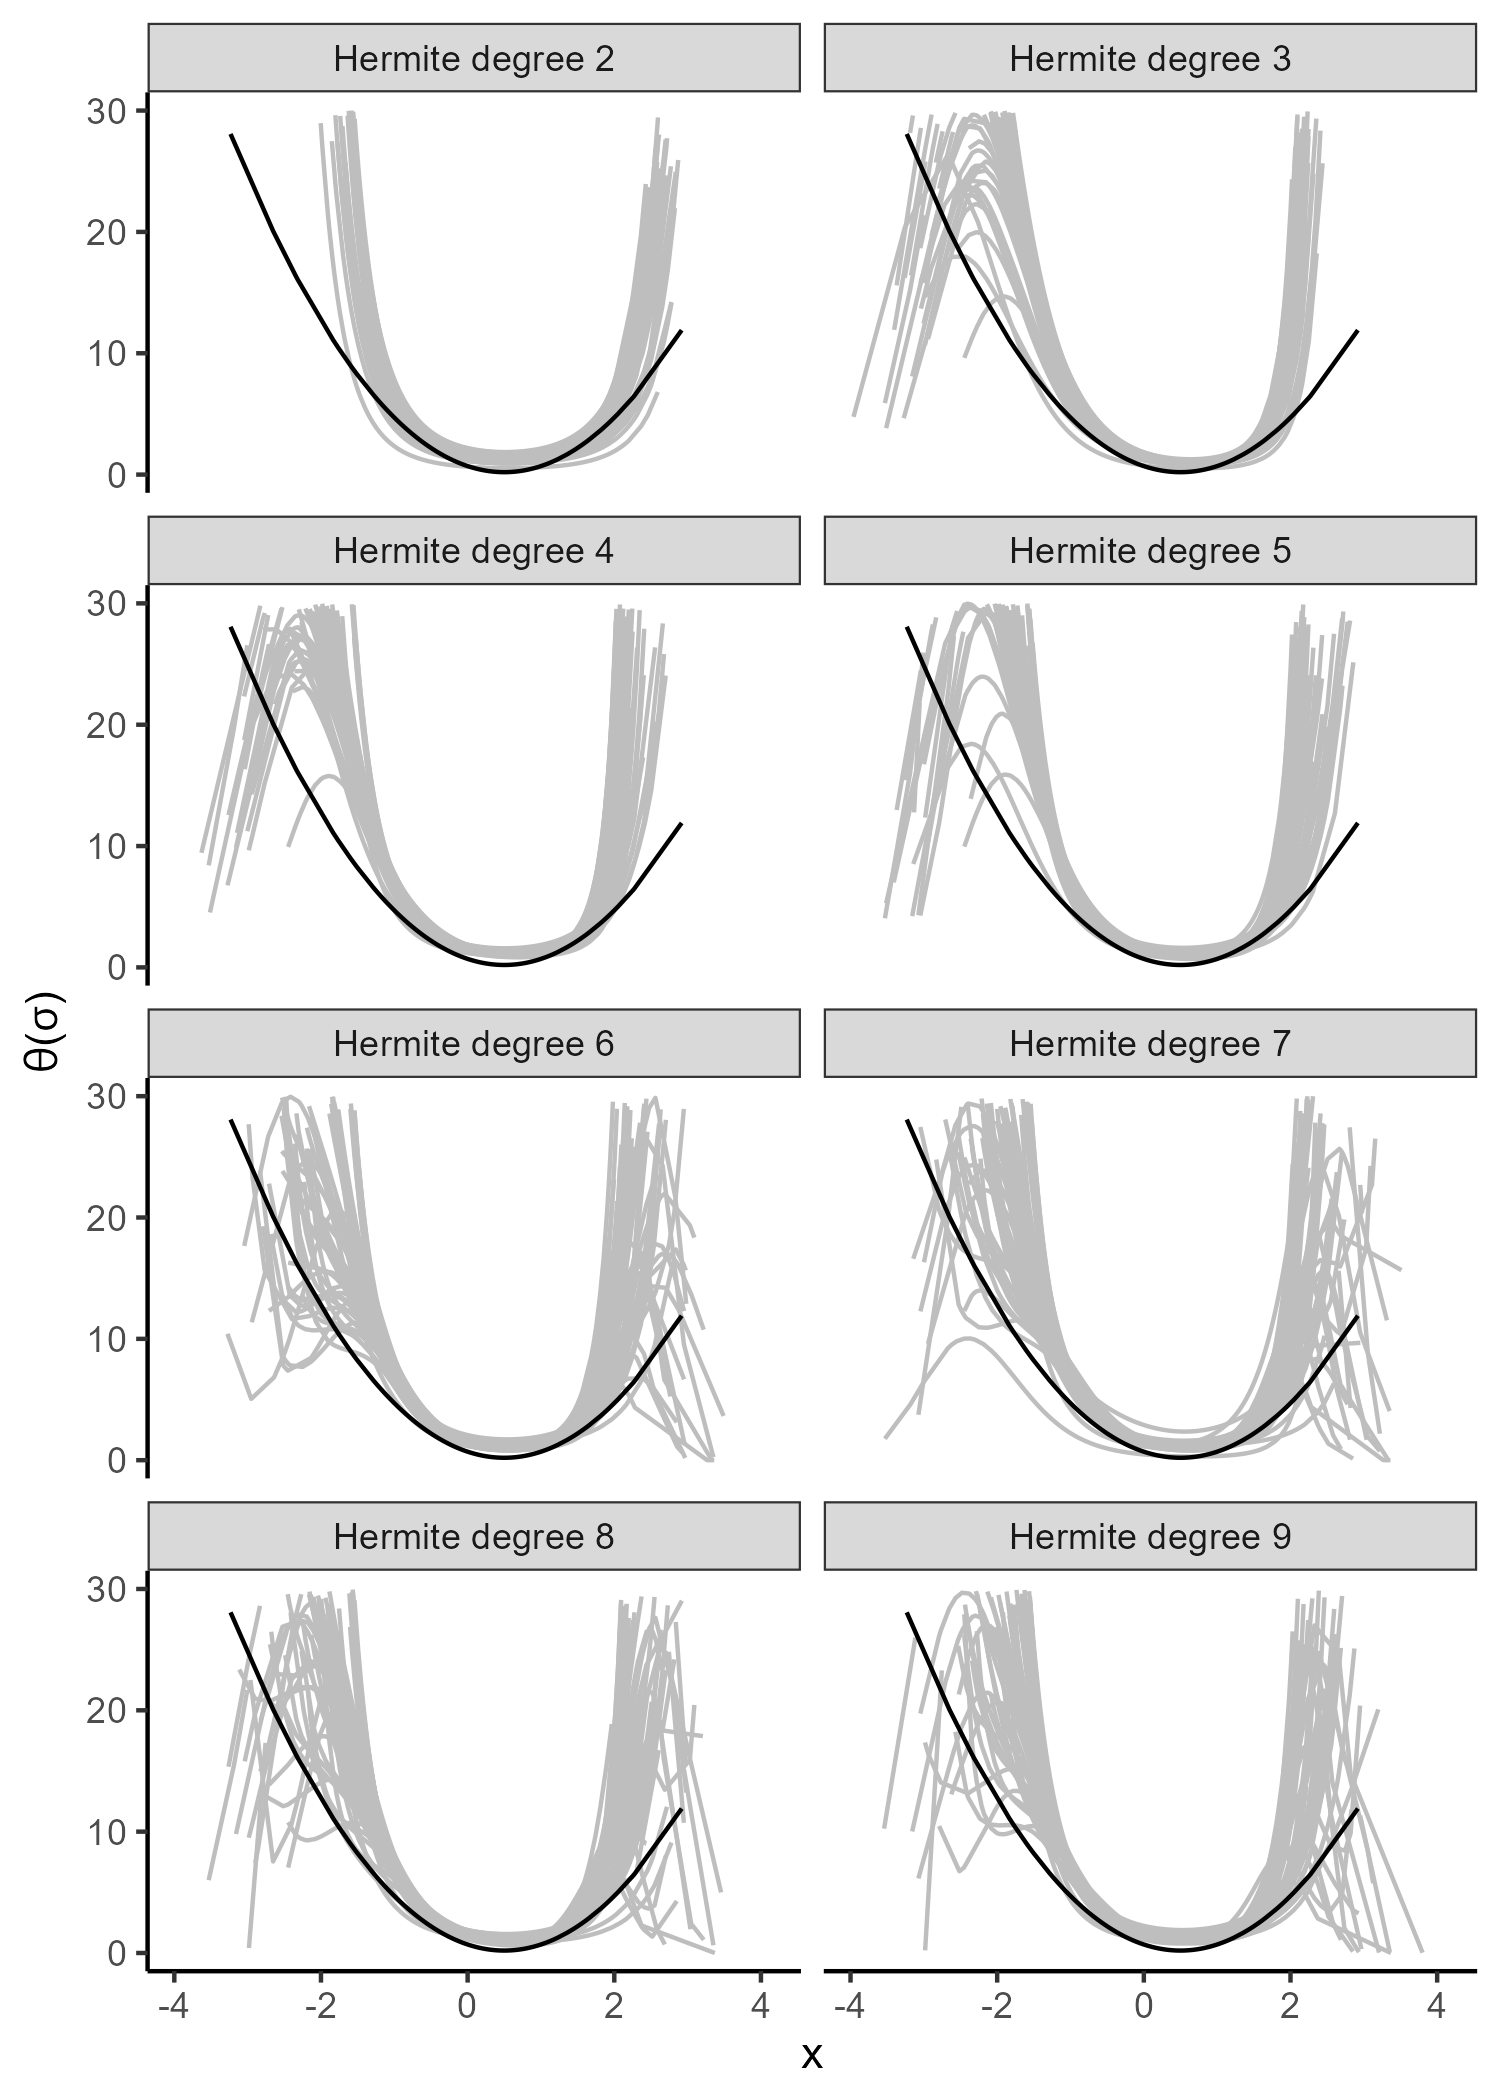 Hermite degree 2
Hermite degree 3
30
20
10
0
Hermite degree 4
Hermite degree 5
30
20
10
0
θ(σ)
Hermite degree 6
Hermite degree 7
30
20
10
0
Hermite degree 8
Hermite degree 9
30
20
10
0
-4 -2 0 2 4
-4 -2 0 2 4
x